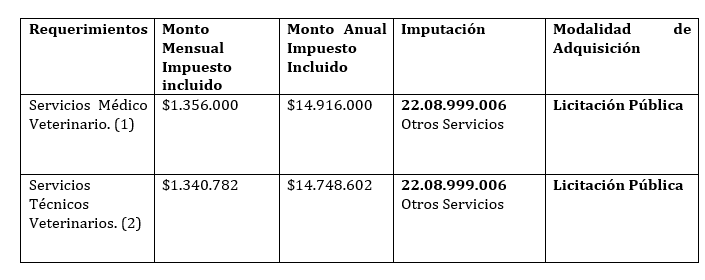 Requerimientos
Monto
Mensual
Impuesto
incluido
Monto Anual
Impuesto
Incluido
Imputación
Modalidad de
Adquisición
Servicios Médico
Veterinario. (1)
$1.356.000
$14.916.000
22.08.999.006
Otros Servicios
Licitación Pública
Servicios
Técnicos
Veterinarios. (2)
$1.340.782
$14.748.602
22.08.999.006
Otros Servicios
Licitación Pública